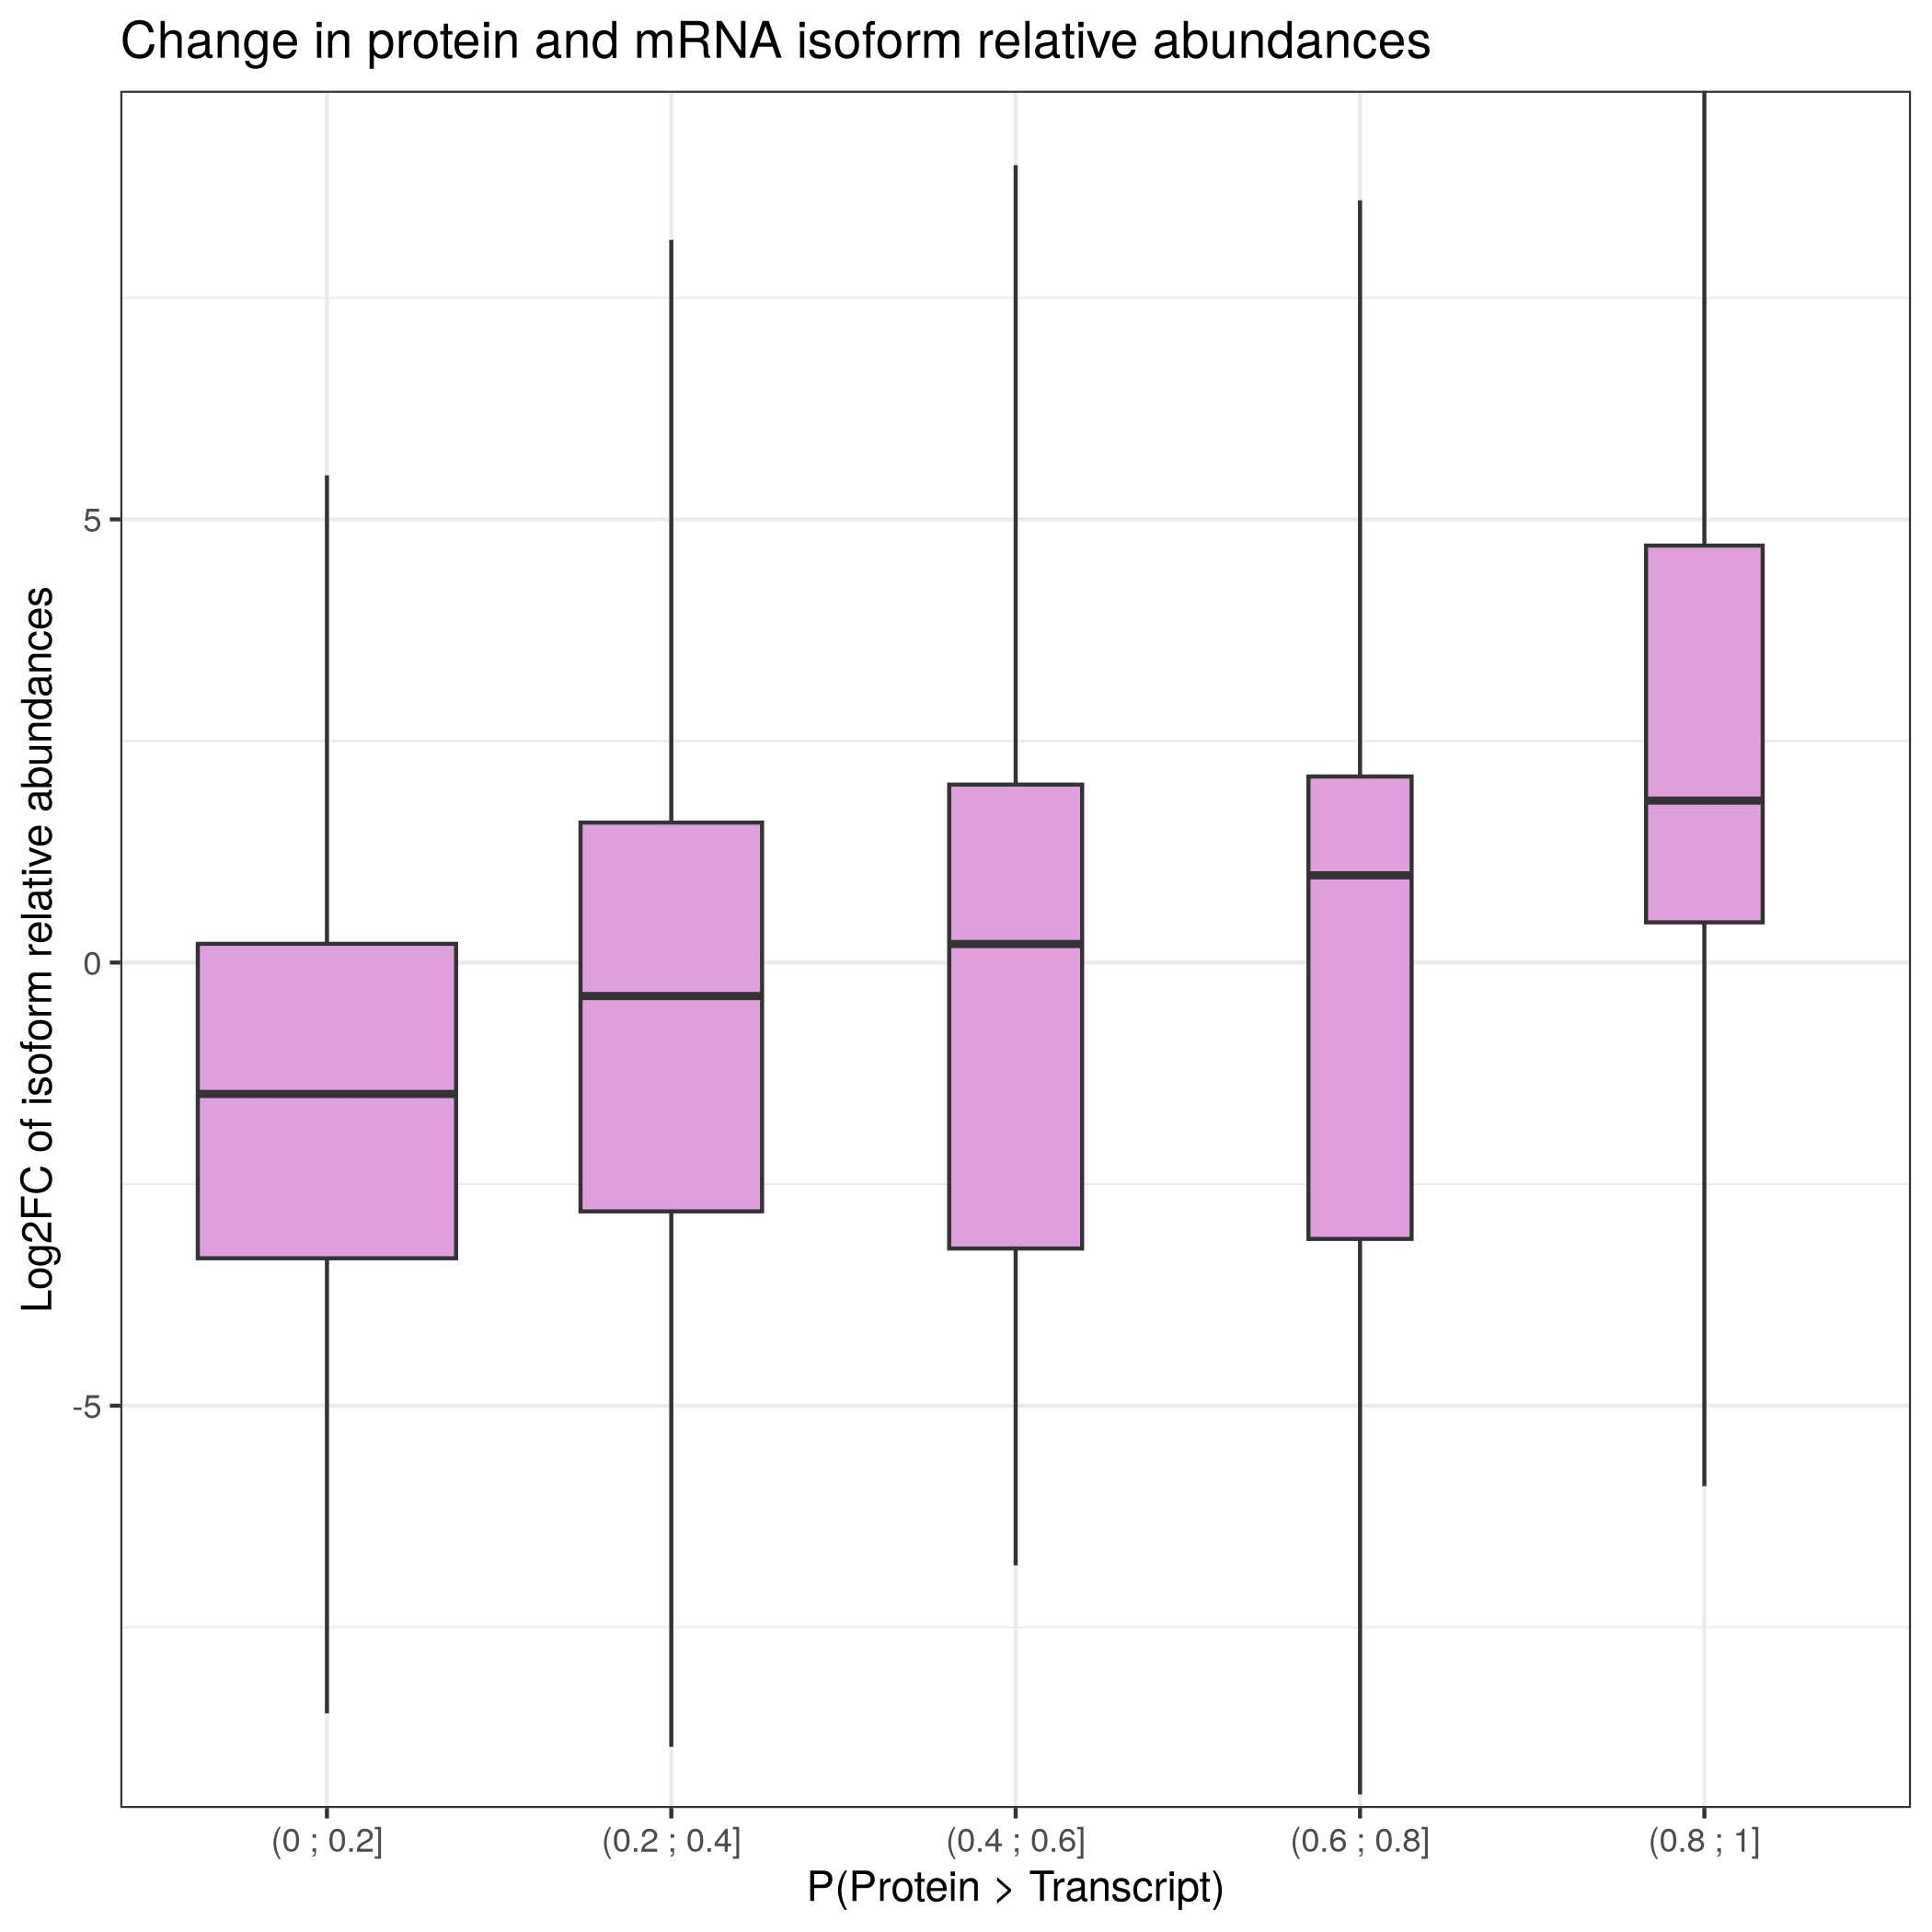 Change in protein and mRNA isoform relative abundances
Log2FC of isoform relative abundances
5
0
-5
(0 ; 0.2]
(0.2 ; 0.4]
(0.4 ; 0.6]
(0.6 ; 0.8]
(0.8 ; 1]
P(Protein > Transcript)